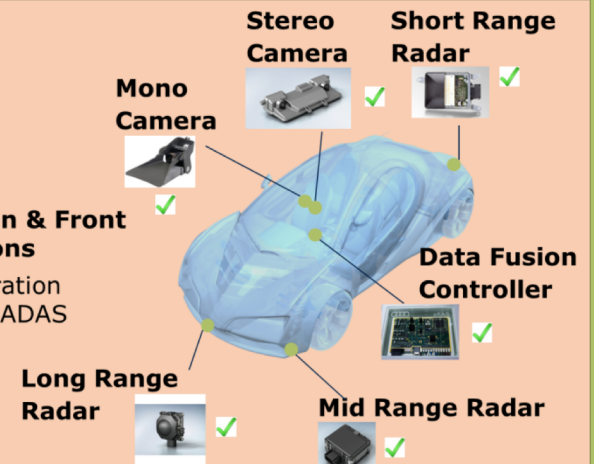 Stereo
Camera
Short Range
Radar
Mono
Camera
n & Front
ons
ration
ADAS
Data Fusion
Controller
Long Range
Radar
Mid Range Radar